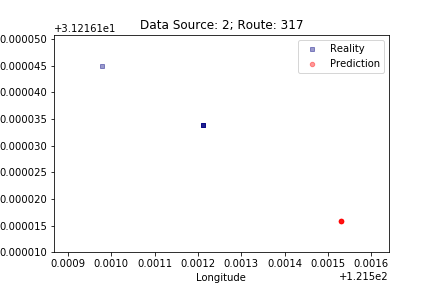 Data Source: 2; Route: 317
+3.12161e1
Reality
Prediction
0.000050
0.000045
0.000040
0.000035
0.000030
0.000025
0.000020
0.000015
0.000010
0.0009 0.0010 0.0011 0.0012 0.0013 0.0014 0.0015 0.0016
Longitude
+1.215e2